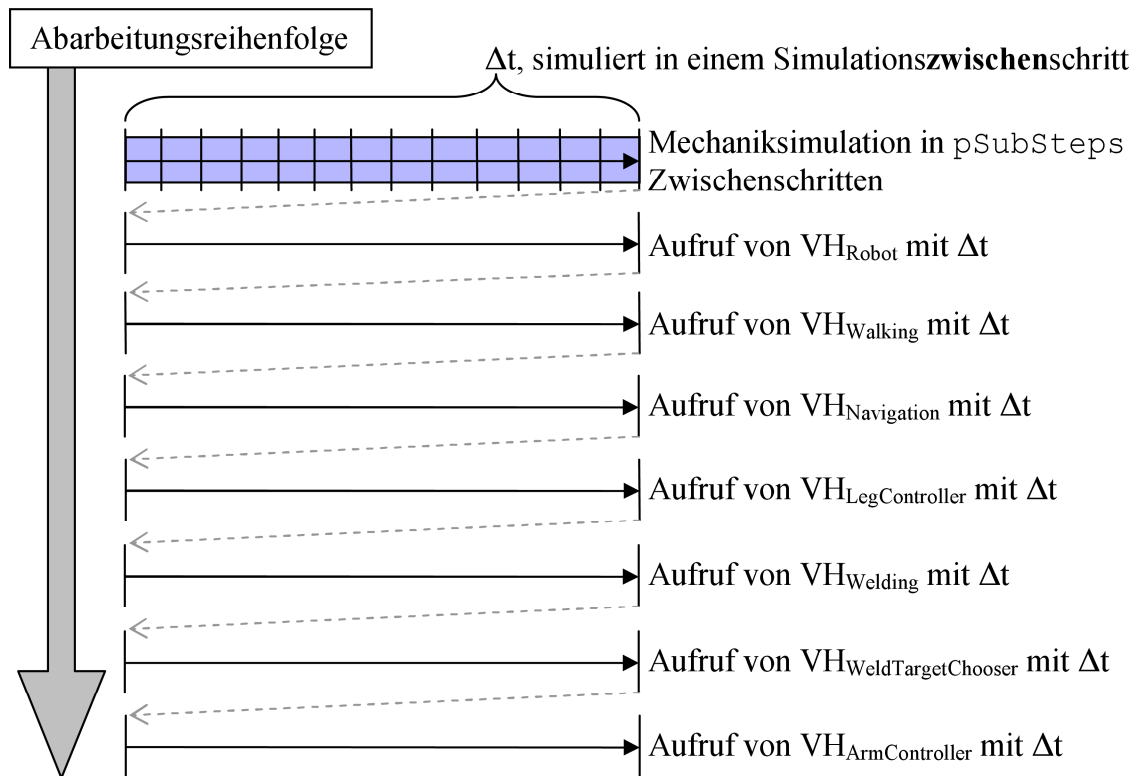 Abarbeitungsreihenfolge
Δt, simuliert in einem Simulationszwischenschritt
Mechaniksimulation in pSubSteps
Zwischenschritten
Aufruf von VHRobot mit Δt
Aufruf von VHWalking mit Δt
Aufruf von VHNavigation mit Δt
Aufruf von VHLegController mit Δt
Aufruf von VHWelding mit Δt
Aufruf von VHWeldTargetChooser mit Δt
Aufruf von VHArmController mit Δt